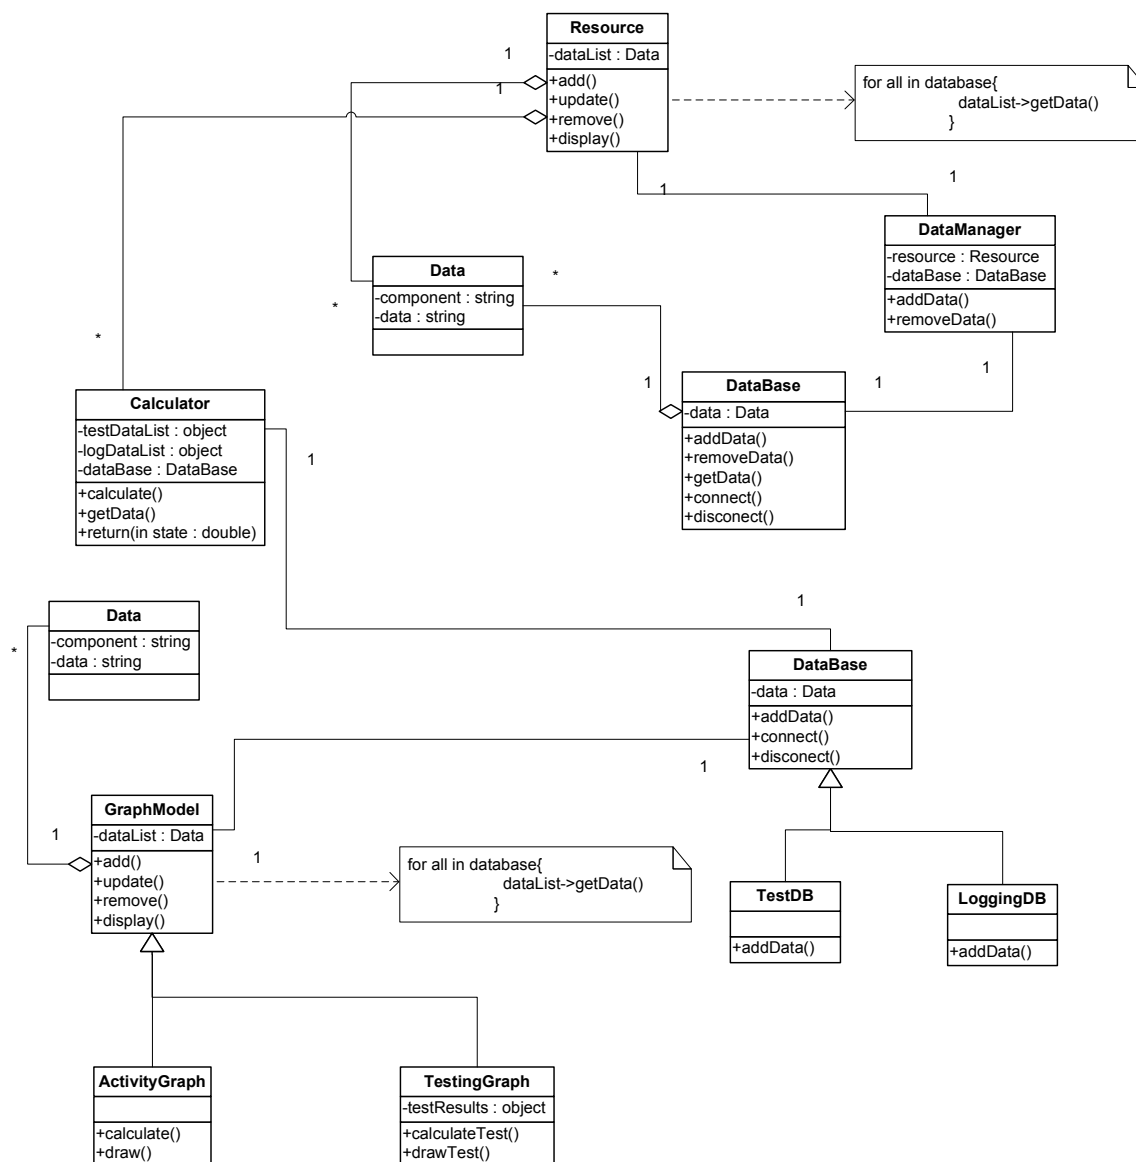 Resource
-dataList : Data
+add()
+update()
+remove()
+display()
1
1
for all in database{
dataList->getData()
}
1
1
DataManager
-resource : Resource
-dataBase : DataBase
+addData()
+removeData()
Data
-component : string
-data : string
*
*
*
1
DataBase
-data : Data
+addData()
+removeData()
+getData()
+connect()
+disconect()
1
1
Calculator
-testDataList : object
-logDataList : object
-dataBase : DataBase
+calculate()
+getData()
+return(in state : double)
1
Data
-component : string
-data : string
*
1
DataBase
-data : Data
+addData()
+connect()
+disconect()
1
GraphModel
-dataList : Data
+add()
+update()
+remove()
+display()
1
1
for all in database{
dataList->getData()
}
TestDB
+addData()
LoggingDB
+addData()
ActivityGraph
+calculate()
+draw()
TestingGraph
-testResults : object
+calculateTest()
+drawTest()